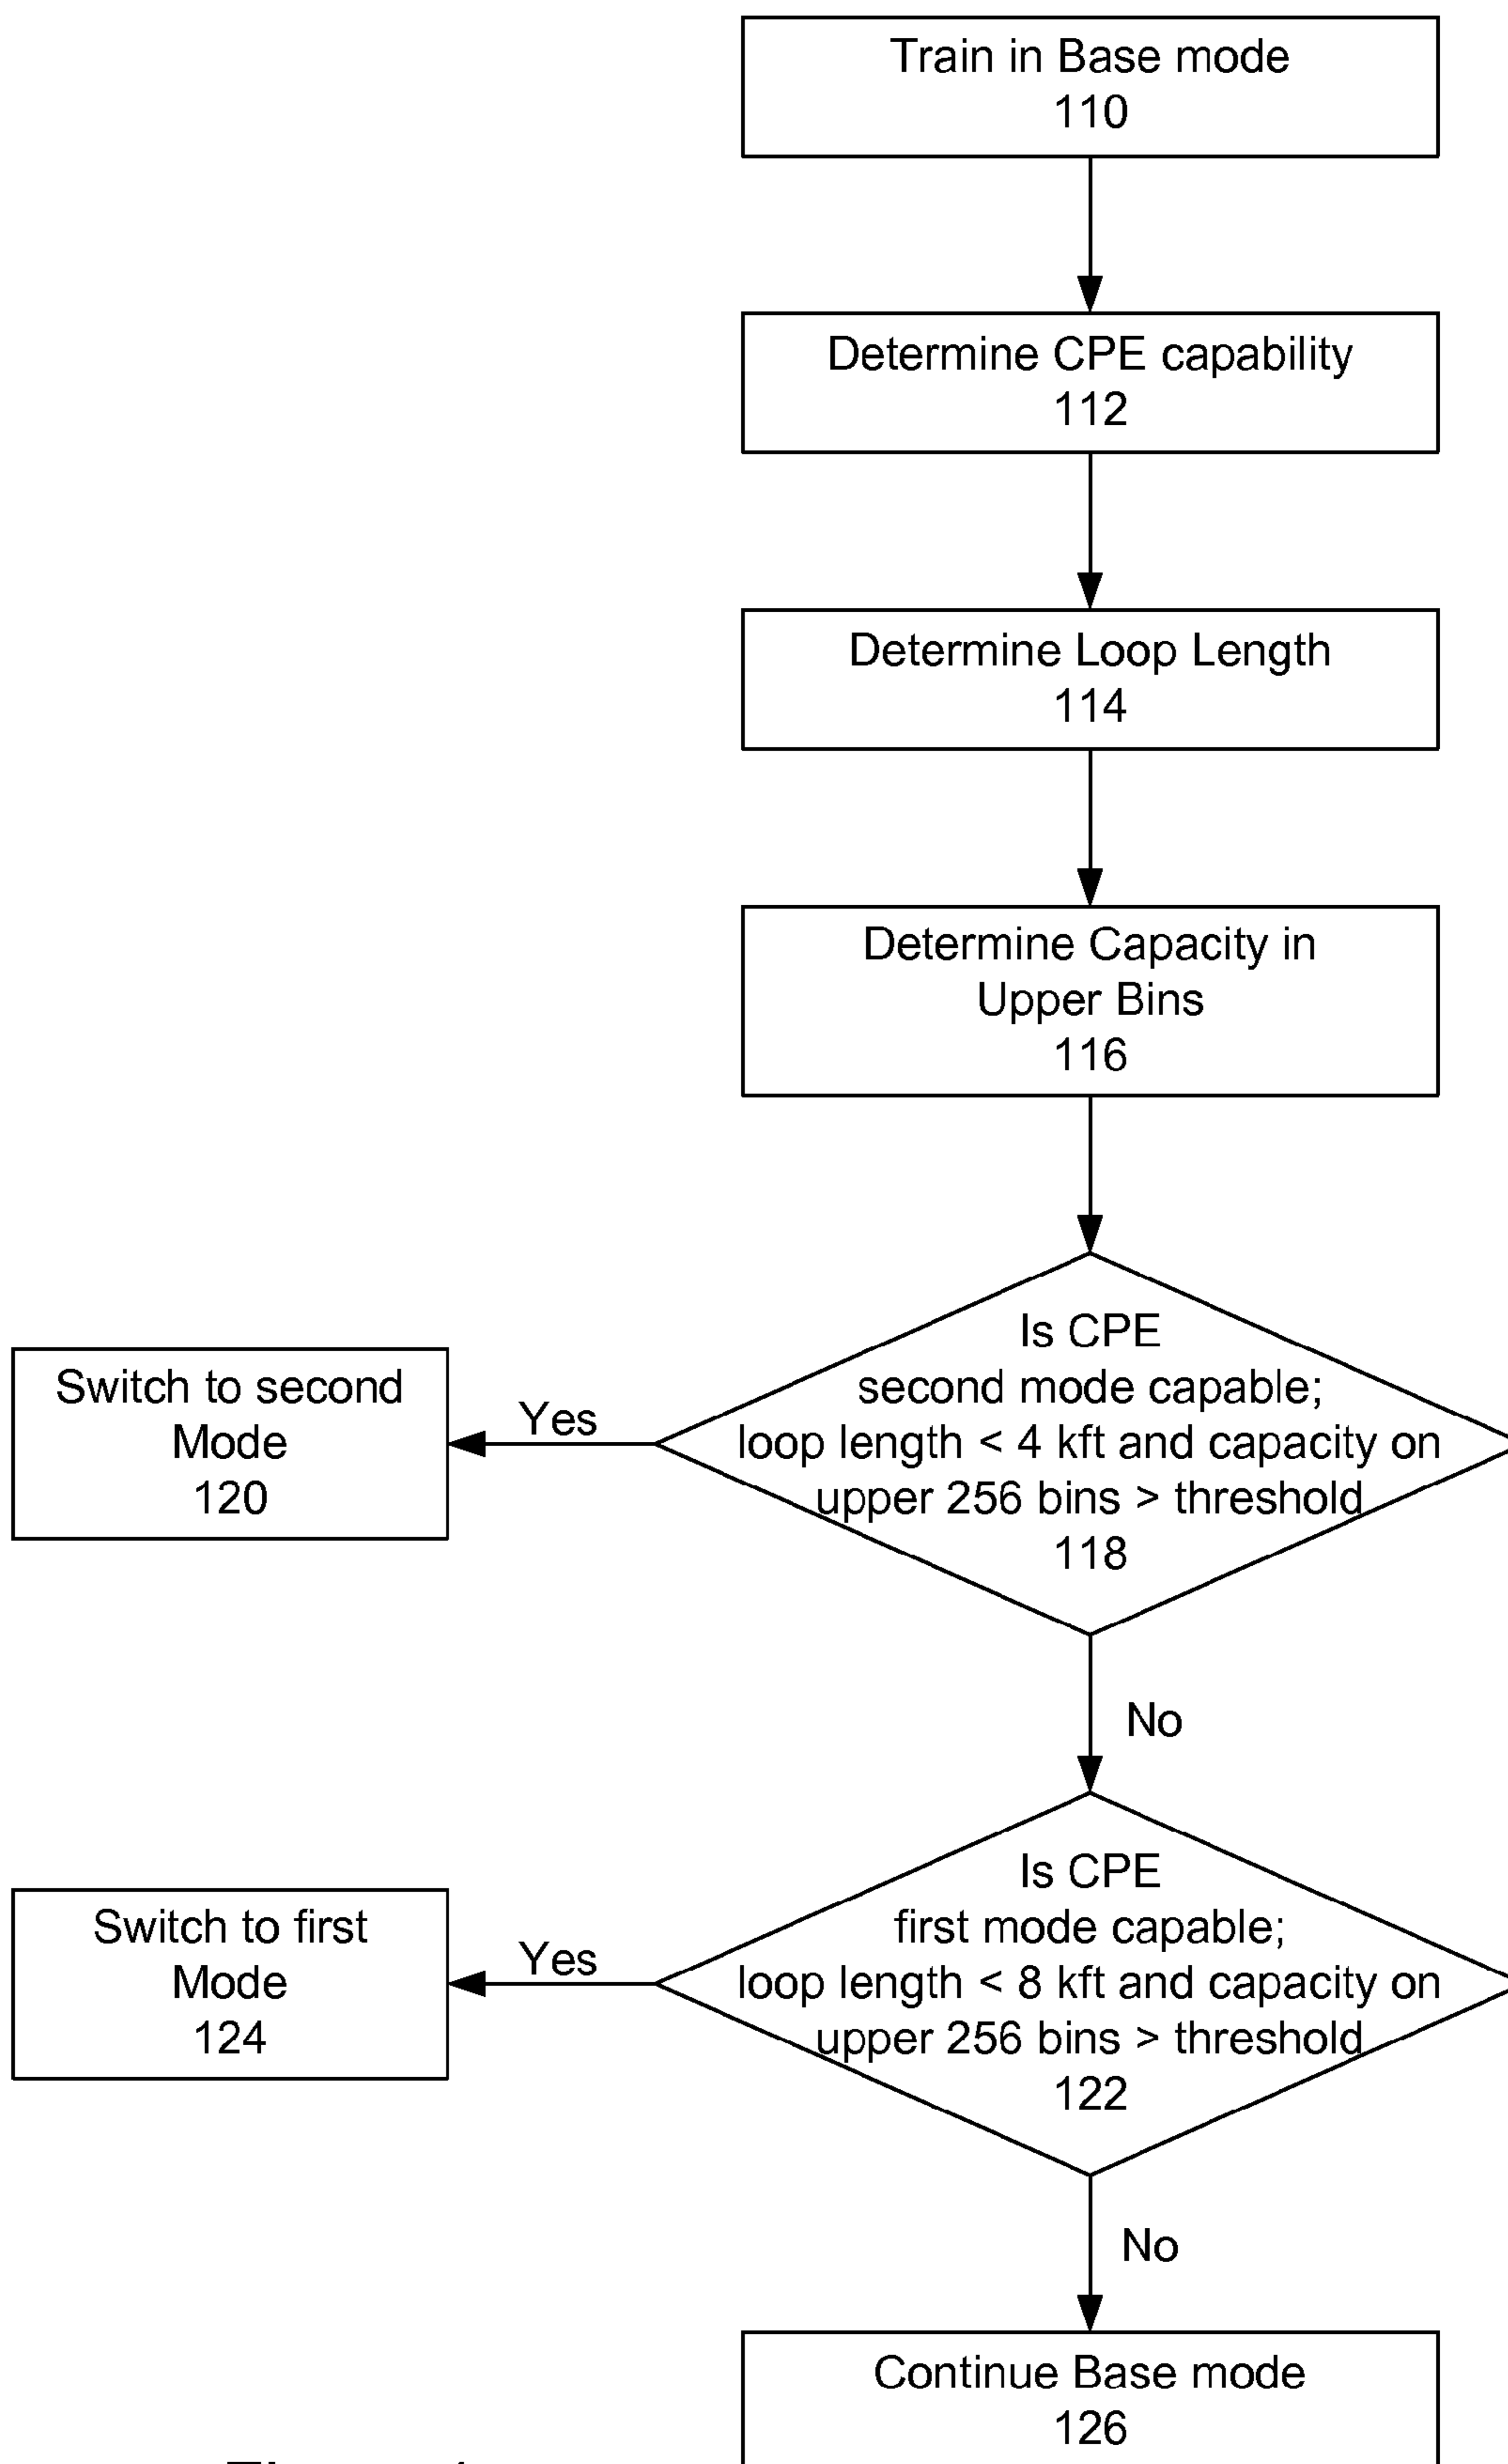 Train in Base mode
110
Determine CPE capability
112
Determine Loop Length
114
Determine Capacity in
Upper Bins
116
Is CPE
second mode capable;
loop length < 4 kft and capacity on
upper 256 bins > threshold
118
Yes
Switch to second
Mode
120
No
Is CPE
first mode capable;
loop length < 8 kft and capacity on
upper 256 bins > threshold
122
Yes
Switch to first
Mode
124
No
Continue Base mode
126